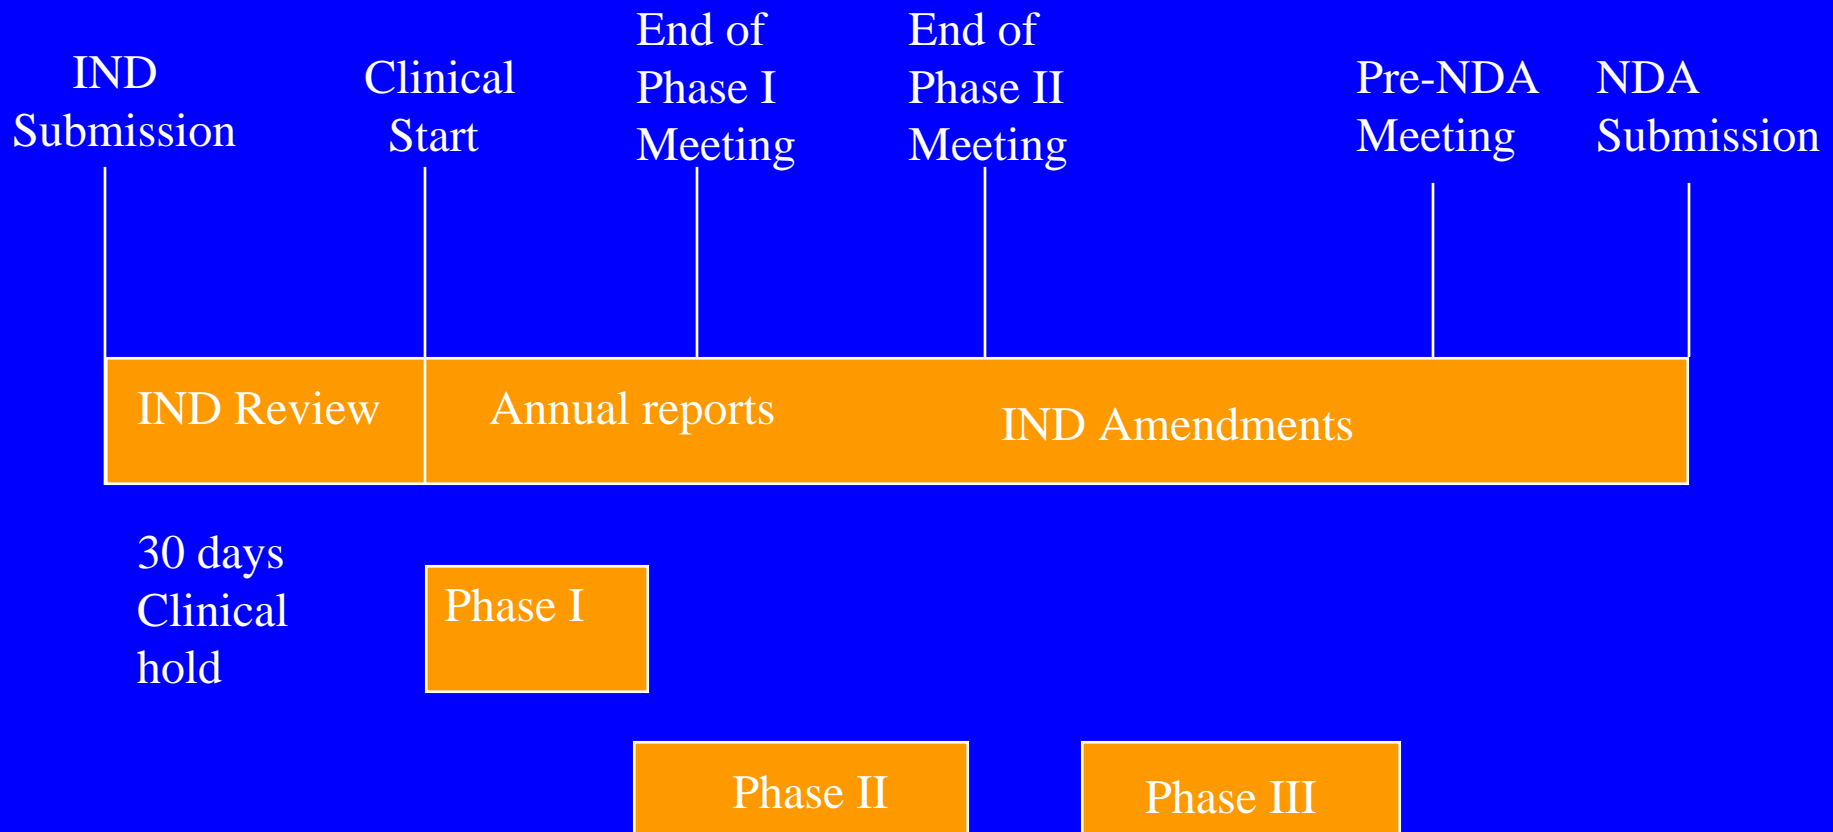 IND
Submission
Clinical
Start
End of
Phase I
Meeting
End of
Phase II
Meeting
Pre-NDA
Meeting
NDA
Submission
IND Review
Annual reports
IND Amendments
30 days
Clinical
hold
Phase I
Phase II
Phase III